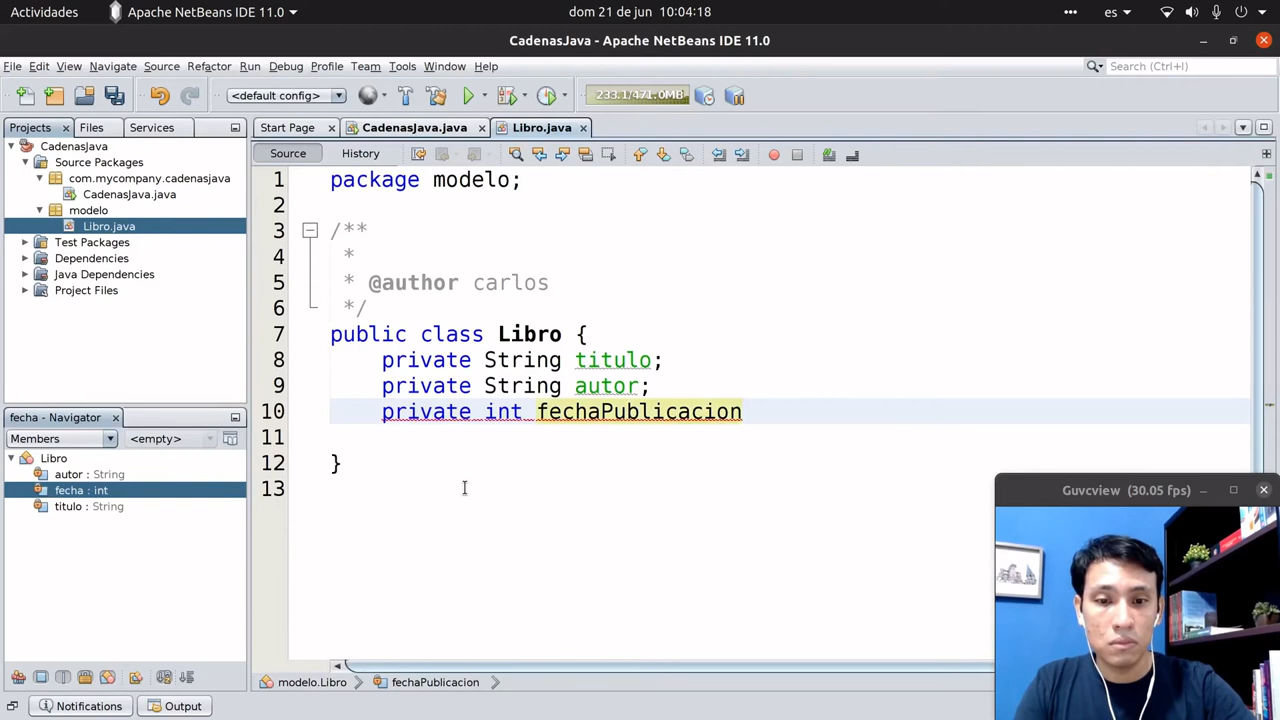 Actividades Apache NetBeans IDE 11.0 dom 21 de jun 10:04:18 es
CadenasJava - Apache NetBeans IDE 11.0
File Edit View Navigate Source Refactor Run Debug Profile Team Tools Window Help Search (Ctrl+I)
<default config> 233.1/471.0MB
Projects Files Services Start Page CadenasJava.java Libro.java
CadenasJava
Source Packages
com.mycompany.cadenasjava
CadenasJava.java
modelo
Libro.java
Test Packages
Dependencies
Java Dependencies
Project Files
fecha - Navigator
Members <empty>
Libro
autor : String
fecha : int
titulo : String
Source History
1 package modelo;
2
3 /**
4 *
5 * @author carlos
6 */
7 public class Libro {
8 private String titulo;
9 private String autor;
10 private int fechaPublicacion
11
12 }
13
Guvcview (30.05 fps)
modelo.Libro fechaPublicacion
Notifications Output